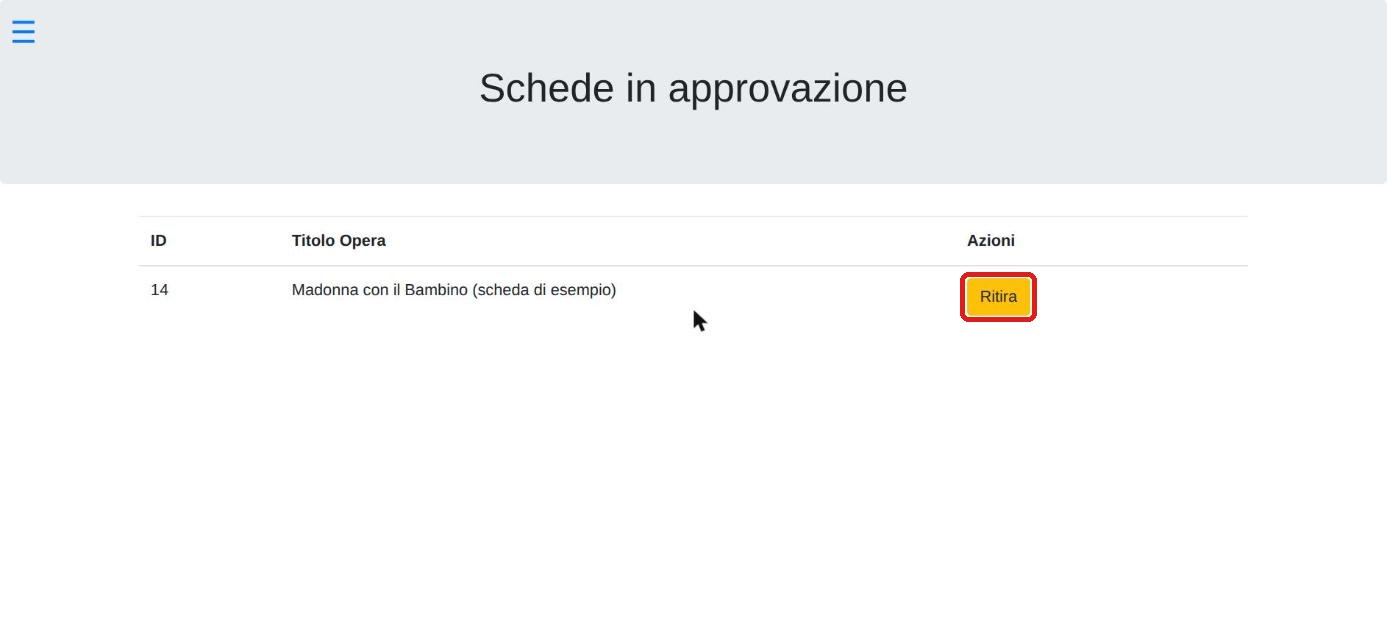 Schede in approvazione
ID Titolo Opera Azioni
14 Madonna con il Bambino (scheda di esempio) Ritira